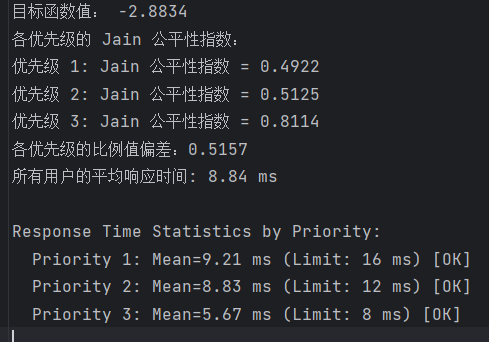 目标函数值： -2.8834
各优先级的 Jain 公平性指数：
优先级 1: Jain 公平性指数 = 0.4922
优先级 2: Jain 公平性指数 = 0.5125
优先级 3: Jain 公平性指数 = 0.8114
各优先级的比例值偏差：0.5157
所有用户的平均响应时间: 8.84 ms
Response Time Statistics by Priority:
  Priority 1: Mean=9.21 ms (Limit: 16 ms) [OK]
  Priority 2: Mean=8.83 ms (Limit: 12 ms) [OK]
  Priority 3: Mean=5.67 ms (Limit: 8 ms) [OK]